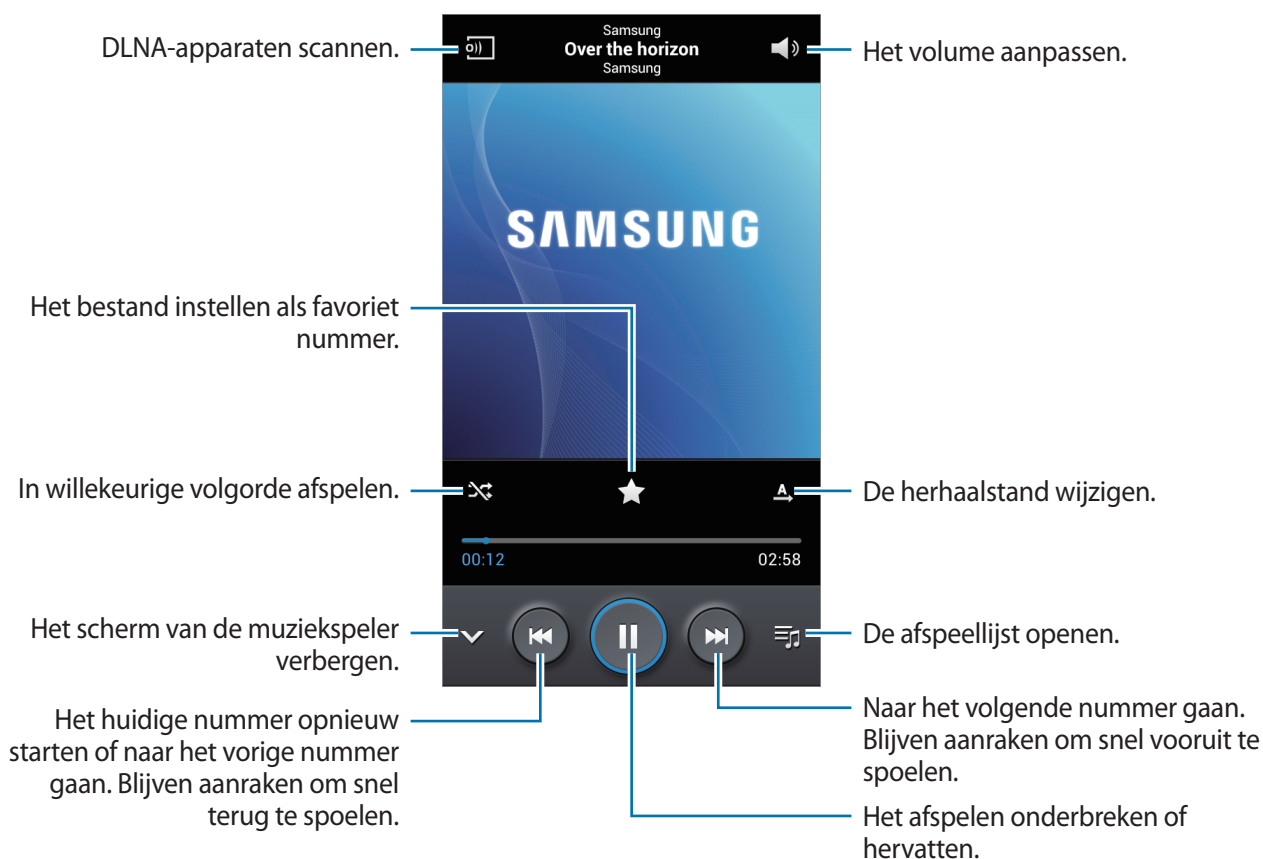 Samsung
DLNA-apparaten scannen.
Over the horizon
Het volume aanpassen.
Samsung
SAMSUNG
Het bestand instellen als favoriet
nummer.
In willekeurige volgorde afspelen.
A
De herhaalstand wijzigen.
00:12
02:58
Het scherm van de muziekspeler
verbergen.
De afspeellijst openen.
Het huidige nummer opnieuw
starten of naar het vorige nummer
gaan. Blijven aanraken om snel
terug te spoelen.
Naar het volgende nummer gaan.
Blijven aanraken om snel vooruit te
spoelen.
Het afspelen onderbreken of
hervatten.